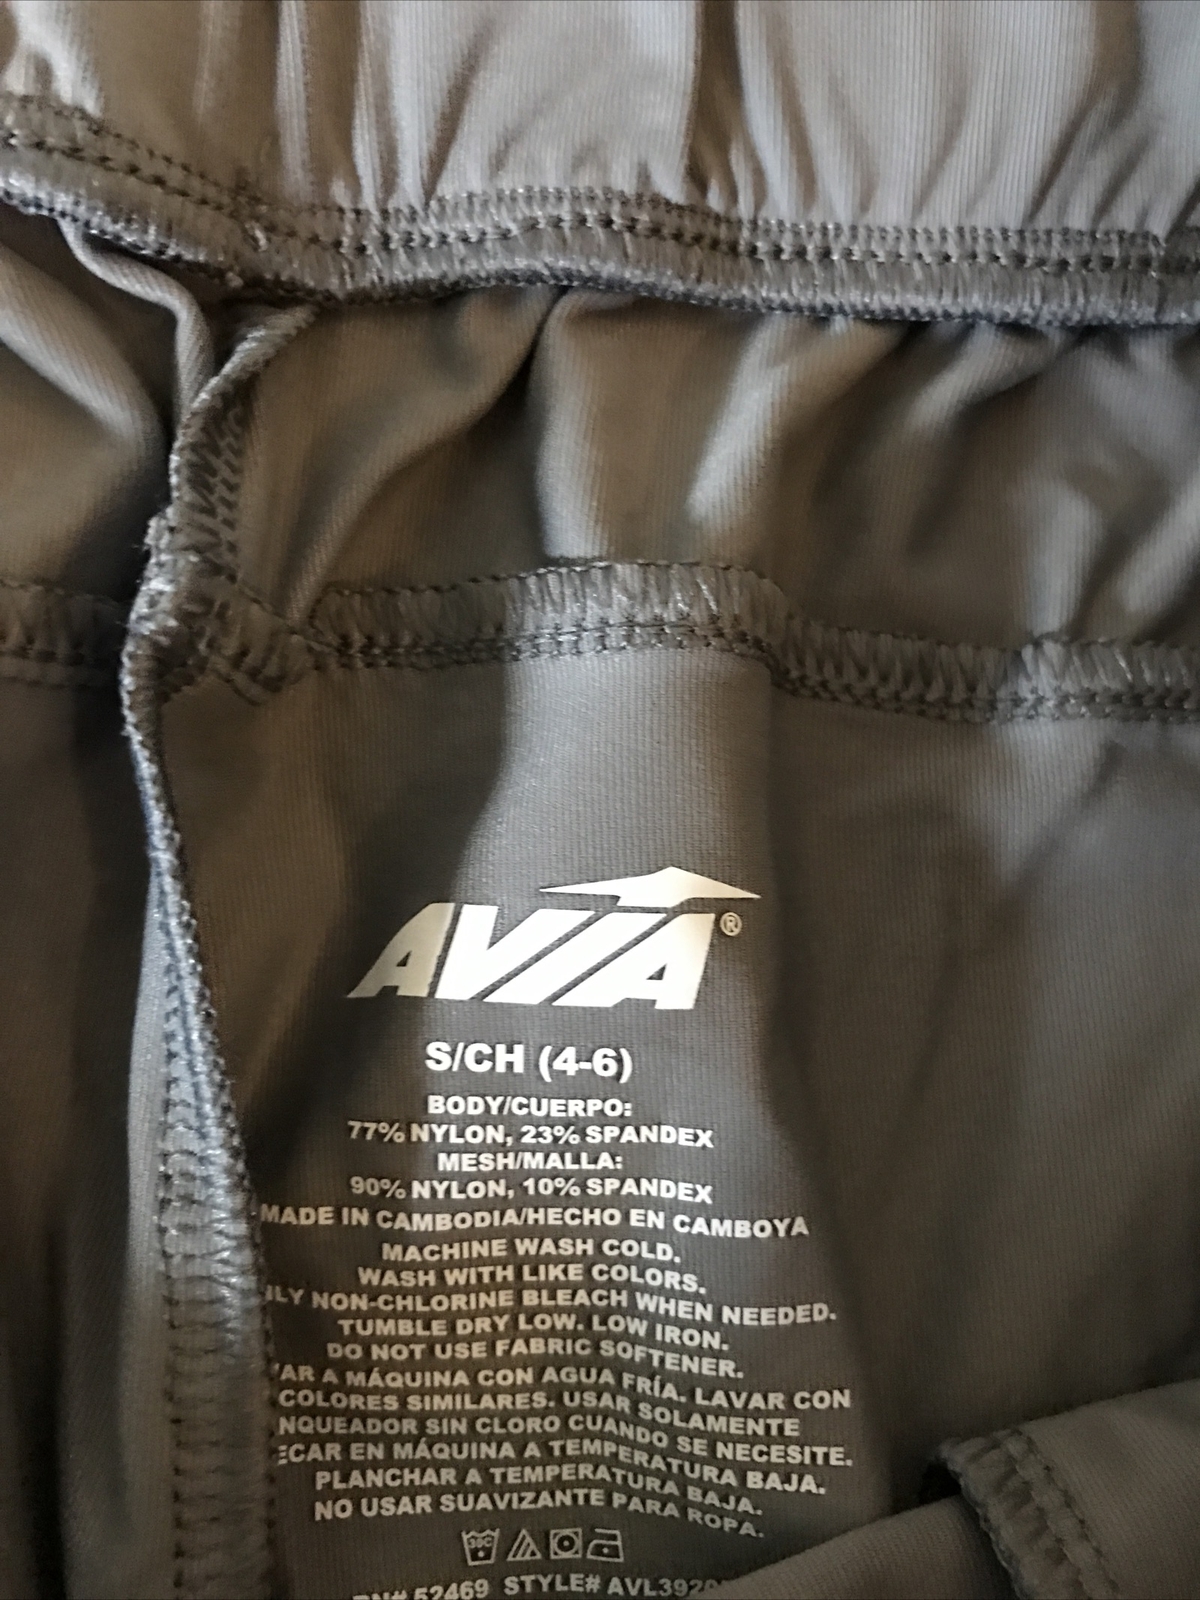 AVIA®
S/CH (4-6)
BODY/CUERPO:
77% NYLON, 23% SPANDEX
MESH/MALLA:
90% NYLON, 10% SPANDEX
MADE IN CAMBODIA/HECHO EN CAMBOYA
MACHINE WASH COLD.
WASH WITH LIKE COLORS.
NON-CHLORINE BLEACH WHEN NEEDED.
TUMBLE DRY LOW. LOW IRON.
DO NOT USE FABRIC SOFTENER.
A MÁQUINA CON AGUA FRÍA. LAVAR CON
COLORES SIMILARES. USAR SOLAMENTE
SIN CLORO CUANDO SE NECESITE.
EN MÁQUINA A TEMPERATURA BAJA.
PLANCHAR A TEMPERATURA BAJA.
NO USAR SUAVIZANTE PARA ROPA.
30C
52469 STYLE#